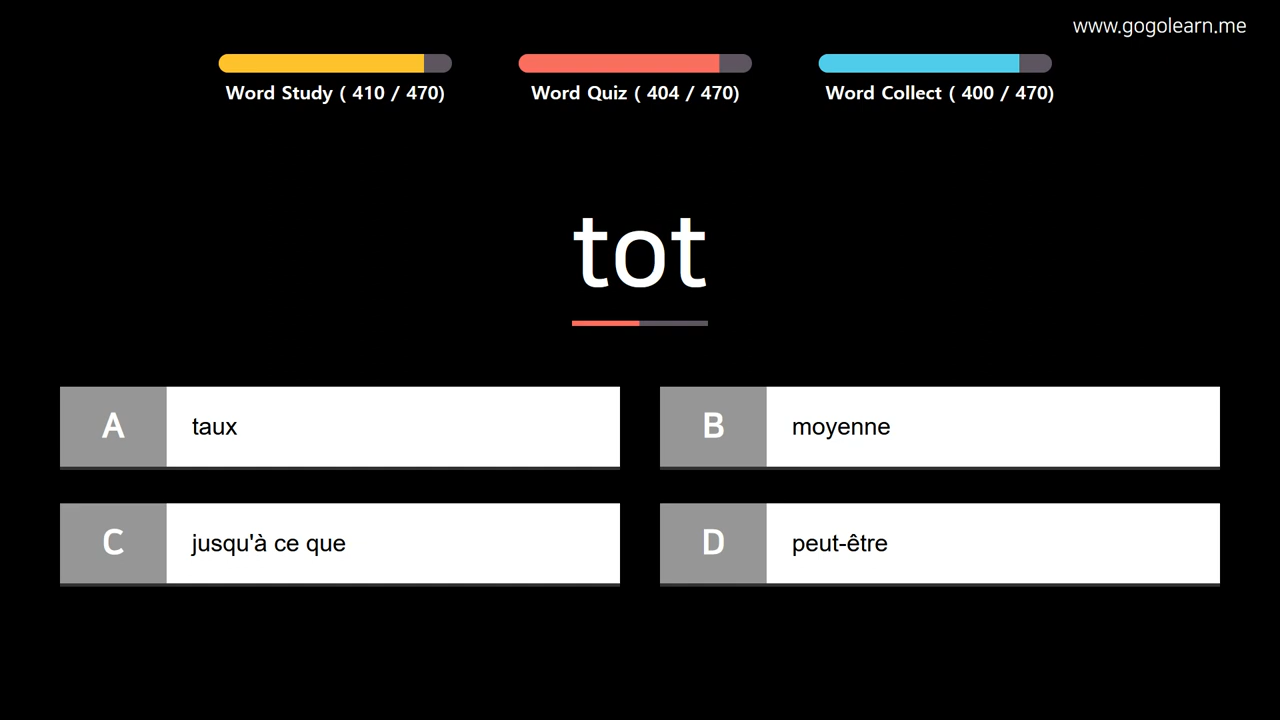 www.gogolearn.me
Word Study ( 410 / 470)
Word Quiz ( 404 / 470)
Word Collect ( 400 / 470)
tot
A taux
B moyenne
C jusqu'à ce que
D peut-être